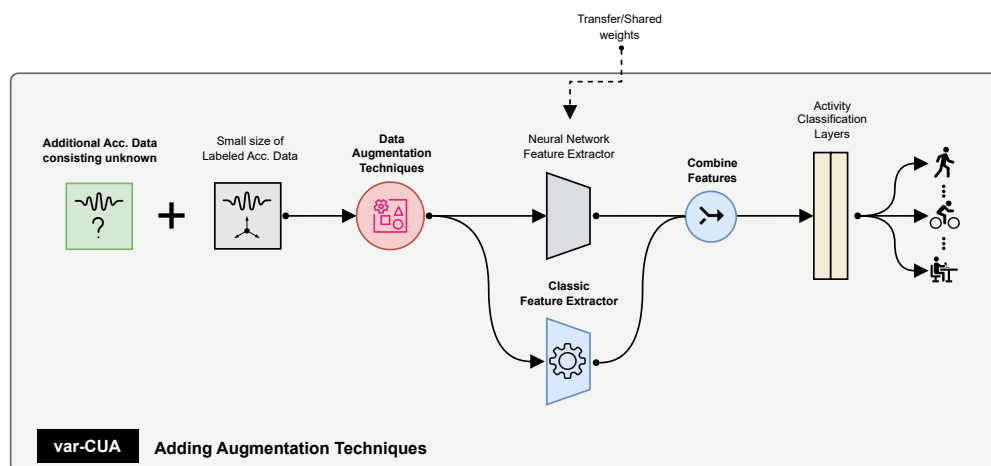 Transfer/Shared
weights
Additional Acc. Data
consisting unknown
?
Small size of
Labeled Acc. Data
Data
Augmentation
Techniques
Neural Network
Feature Extractor
Classic
Feature Extractor
Combine
Features
Activity
Classification
Layers
var-CUA
Adding Augmentation Techniques